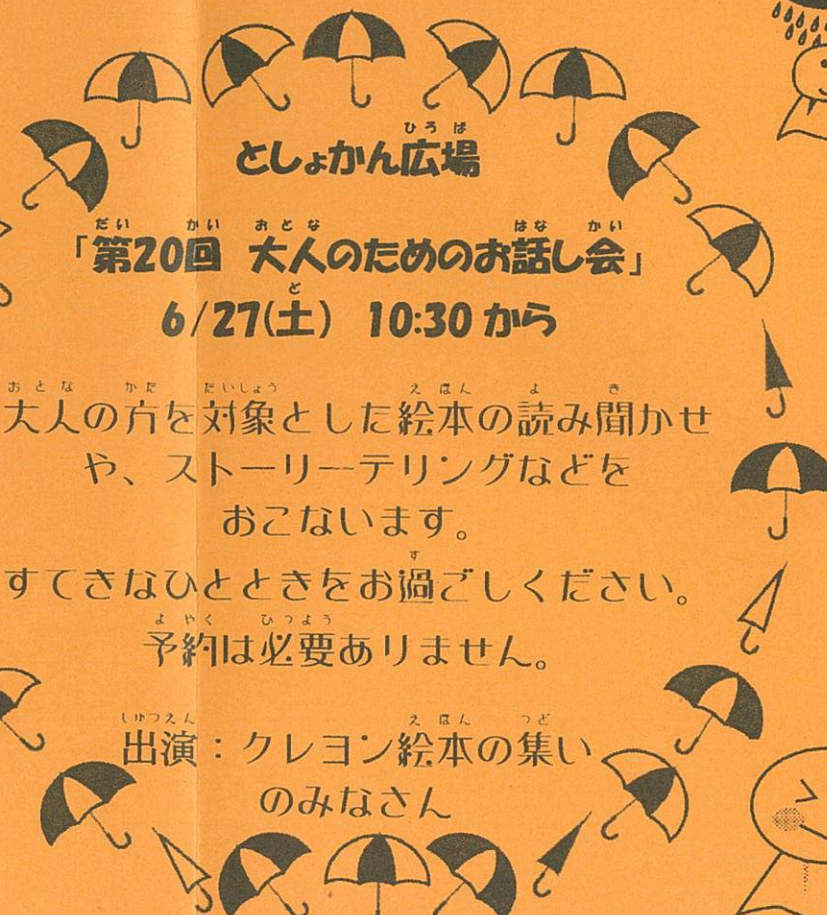 としょかん広場
「第20回 大人のためのお話し会」
6/27(土) 10:30から
大人の方を対象とした絵本の読み聞かせ
や、ストーリーテリングなどを
おこないます。
すてきなひとときをお過ごしください。
予約は必要ありません。
出演：クレヨン絵本の集い
のみなさん